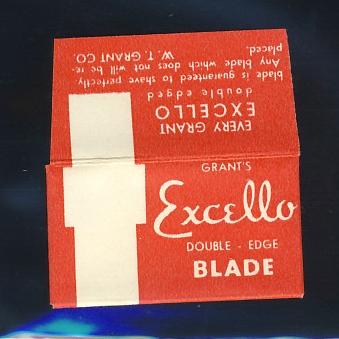 GRANT'S
Excello
DOUBLE - EDGE
BLADE
EVERY GRANT
EXCELLO
double edged
blade is guaranteed to shave perfectly.
Any blade which does not will be re-
placed.
W. T. GRANT CO.